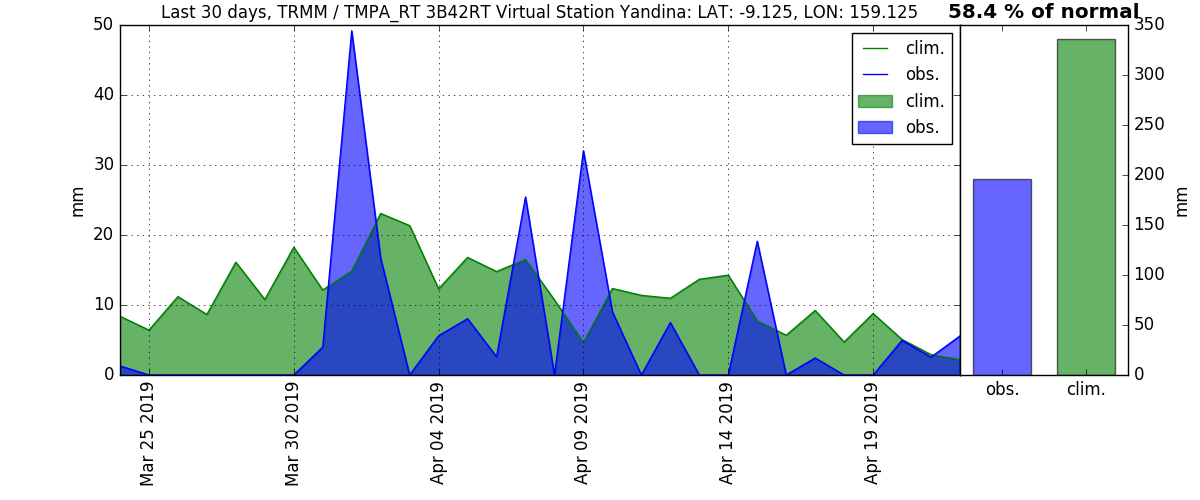 Last 30 days, TRMM / TMPA_RT 3B42RT Virtual Station Yandina: LAT: -9.125, LON: 159.125
58.4 % of normal
50
40
30
20
10
0
mm
clim.
obs.
clim.
obs.
Mar 25 2019
Mar 30 2019
Apr 04 2019
Apr 09 2019
Apr 14 2019
Apr 19 2019
350
300
250
200
150
100
50
0
mm
obs.
clim.